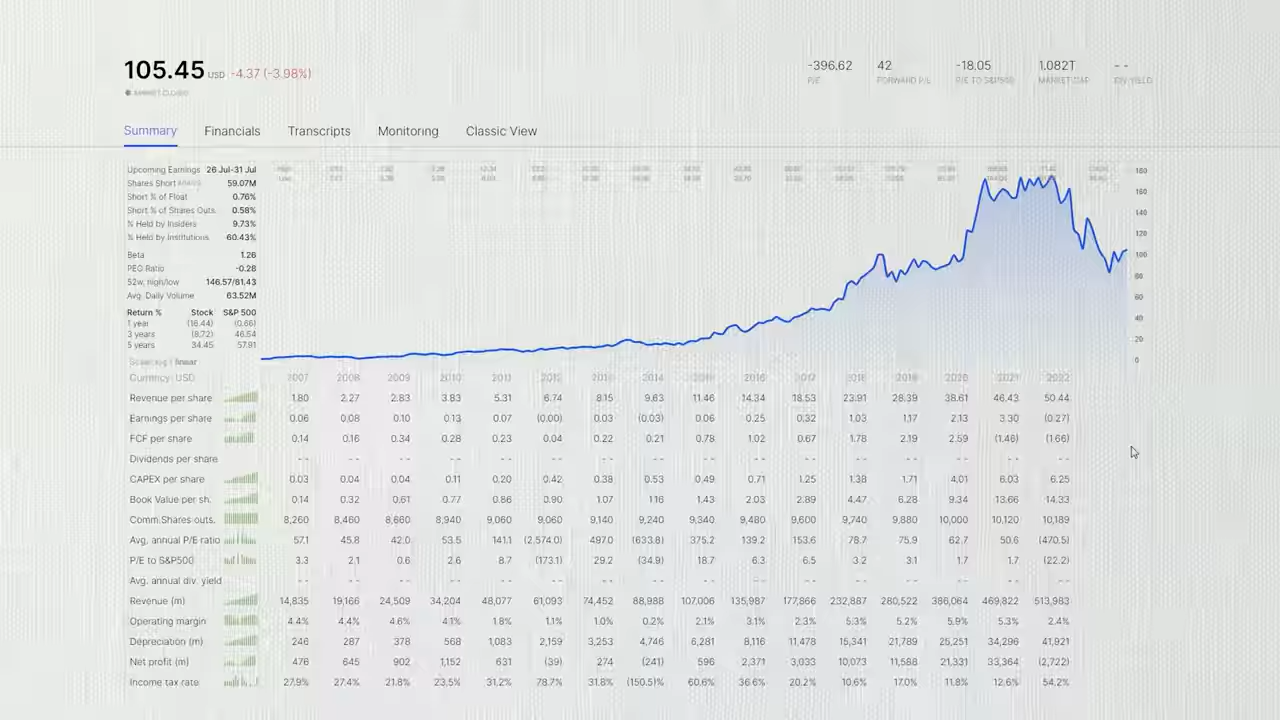 105.45 USD -4.37 (-3.98%)
MARKET CLOSED
-396.62 42 -18.05 1.082T - -
P/E FORWARD P/E P/E TO S&P500 MARKET CAP DIV YIELD
Summary Financials Transcripts Monitoring Classic View
Upcoming Earnings 26 Jul-31 Jul
Shares Short 59.07M
Short % of Float 0.76%
Short % of Shares Outs. 0.58%
% Held by Insiders 9.73%
% Held by Institutions 60.43%
Beta 1.26
PEG Ratio -0.28
52w. high/low 146.57/81.43
Avg. Daily Volume 63.52M
Return % Stock S&P 500
1 year (16.44) (0.66)
3 years (8.72) 46.54
5 years 34.45 57.91
linear
High
Low
180
160
140
120
100
80
60
40
20
0
Currency: USD 2007 2008 2009 2010 2011 2012 2013 2014 2015 2016 2017 2018 2019 2020 2021 2022
Revenue per share 1.80 2.27 2.83 3.83 5.31 6.74 8.15 9.63 11.46 14.34 18.53 23.91 28.39 38.61 46.43 50.44
Earnings per share 0.06 0.08 0.10 0.13 0.07 (0.00) 0.03 (0.03) 0.06 0.25 0.32 1.03 1.17 2.13 3.30 (0.27)
FCF per share 0.14 0.16 0.34 0.28 0.23 0.04 0.22 0.21 0.78 1.02 0.67 1.78 2.19 2.59 (1.46) (1.66)
Dividends per share - - - - - - - - - - - - - - - - - - - - - - - - - - - - - - - -
CAPEX per share 0.03 0.04 0.04 0.11 0.20 0.42 0.38 0.53 0.49 0.71 1.25 1.38 1.71 4.01 6.03 6.25
Book Value per sh. 0.14 0.32 0.61 0.77 0.86 0.90 1.07 1.16 1.43 2.03 2.89 4.47 6.28 9.34 13.66 14.33
Comm.Shares outs. 8,260 8,460 8,660 8,940 9,060 9,060 9,140 9,240 9,340 9,480 9,600 9,740 9,880 10,000 10,120 10,189
Avg. annual P/E ratio 57.1 45.8 42.0 53.5 141.1 (2,574.0) 497.0 (633.8) 375.2 139.2 153.6 78.7 75.9 62.7 50.6 (470.5)
P/E to S&P500 3.3 2.1 0.6 2.6 8.7 (173.1) 29.2 (34.9) 18.7 6.3 6.5 3.2 3.1 1.7 1.7 (22.2)
Avg. annual div. yield - - - - - - - - - - - - - - - - - - - - - - - - - - - - - - - -
Revenue (m) 14,835 19,166 24,509 34,204 48,077 61,093 74,452 88,988 107,006 135,987 177,866 232,887 280,522 386,064 469,822 513,983
Operating margin 4.4% 4.4% 4.6% 4.1% 1.8% 1.1% 1.0% 0.2% 2.1% 3.1% 2.3% 5.3% 5.2% 5.9% 5.3% 2.4%
Depreciation (m) 246 287 378 568 1,083 2,159 3,253 4,746 6,281 8,116 11,478 15,341 21,789 25,251 34,296 41,921
Net profit (m) 476 645 902 1,152 631 (39) 274 (241) 596 2,371 3,033 10,073 11,588 21,331 33,364 (2,722)
Income tax rate 27.9% 27.4% 21.8% 23.5% 31.2% 78.7% 31.8% (150.5)% 60.6% 36.6% 20.2% 10.6% 17.0% 11.8% 12.6% 54.2%